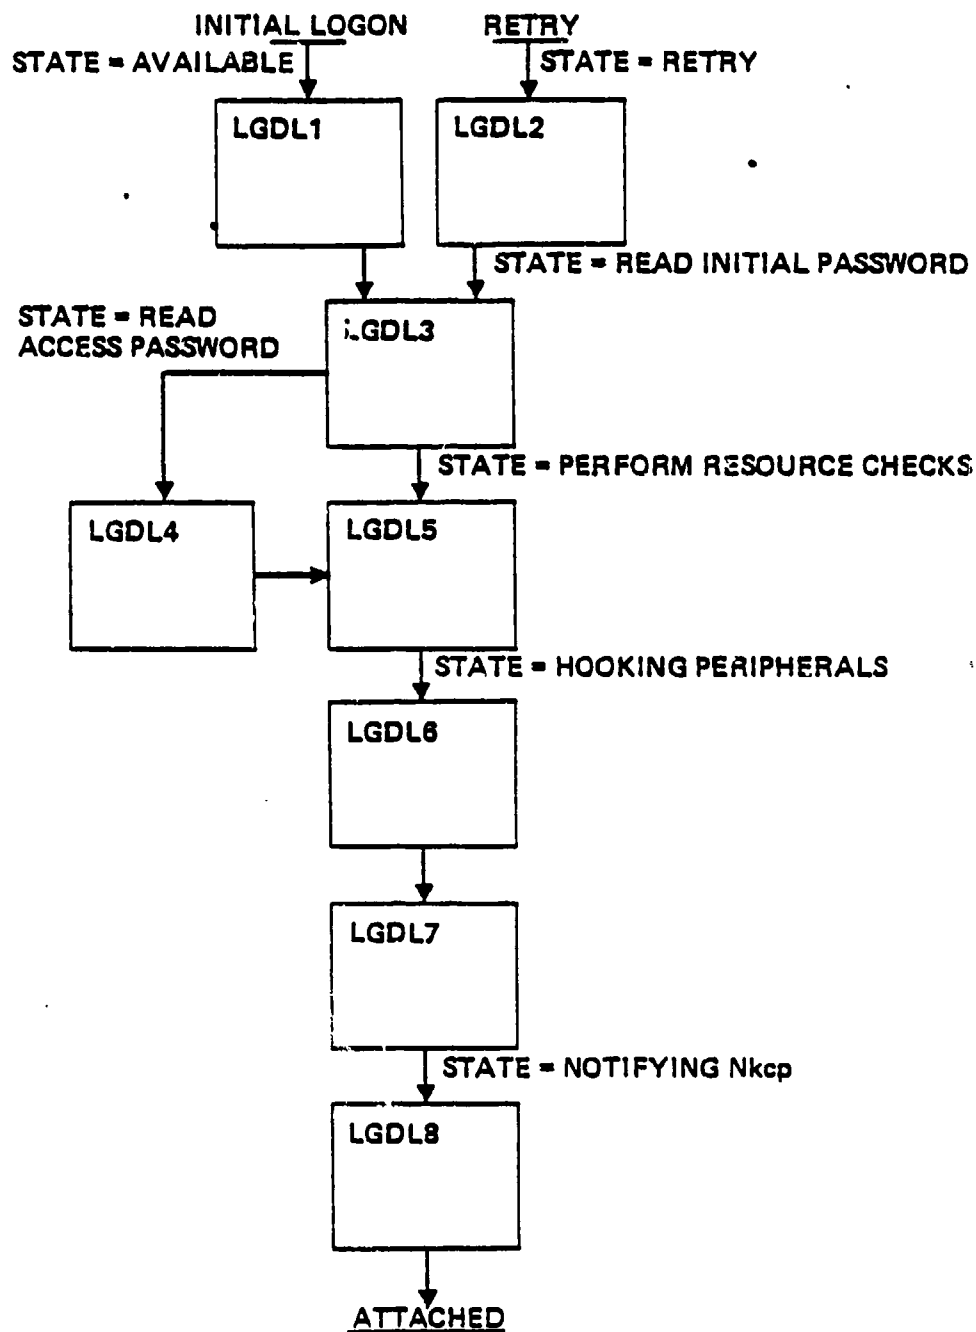 INITIAL LOGON
RETRY
STATE = AVAILABLE
STATE = RETRY
LGDL1
LGDL2
STATE = READ INITIAL PASSWORD
STATE = READ
ACCESS PASSWORD
LGDL3
STATE = PERFORM RESOURCE CHECKS
LGDL4
LGDL5
STATE = HOOKING PERIPHERALS
LGDL6
LGDL7
STATE = NOTIFYING Nkcp
LGDL8
ATTACHED